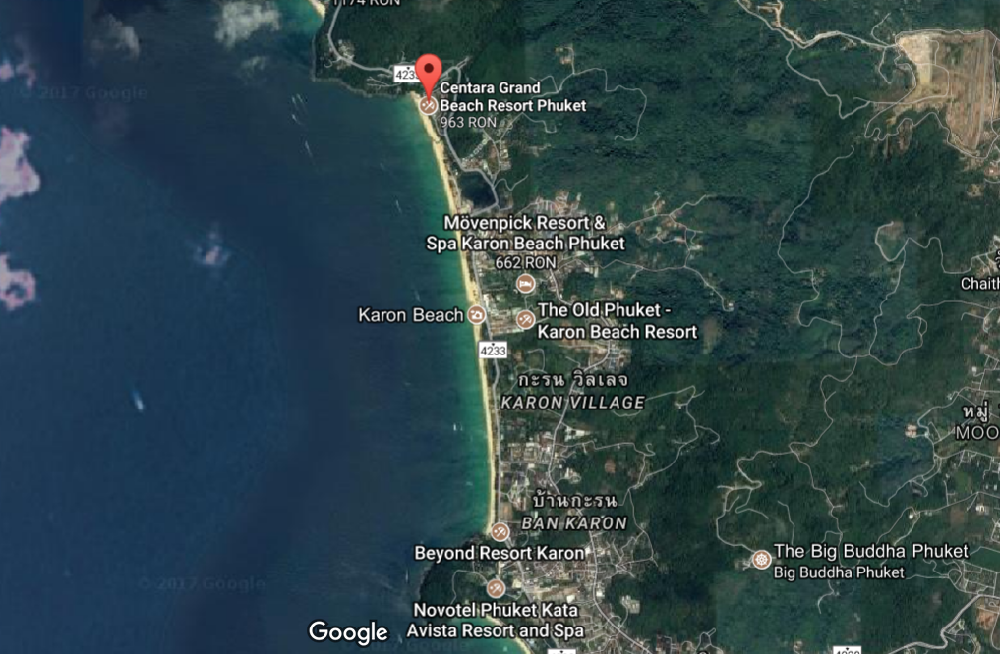 1174 RON
© 2017 Google
Centara Grand
Beach Resort Phuket
963 RON
Mövenpick Resort &
Spa Karon Beach Phuket
662 RON
Karon Beach
The Old Phuket -
Karon Beach Resort
4233
กะรน วิลเลจ
KARON VILLAGE
หมู่
MOO
บ้านกะรน
BAN KARON
Beyond Resort Karon
The Big Buddha Phuket
Big Buddha Phuket
© 2017 Google
Novotel Phuket Kata
Avista Resort and Spa
Google